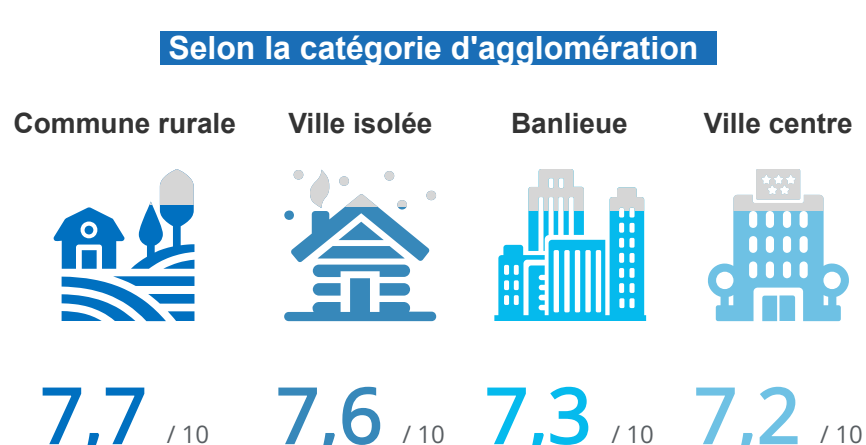 Selon la catégorie d'agglomération
Commune rurale Ville isolée Banlieue Ville centre
7,7 / 10 7,6 / 10 7,3 / 10 7,2 / 10